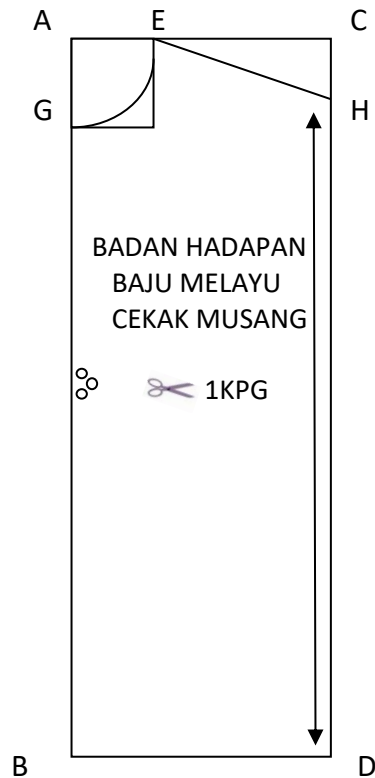 A E C
G H
BADAN HADAPAN
BAJU MELAYU
CEKAK MUSANG
1KPG
B D